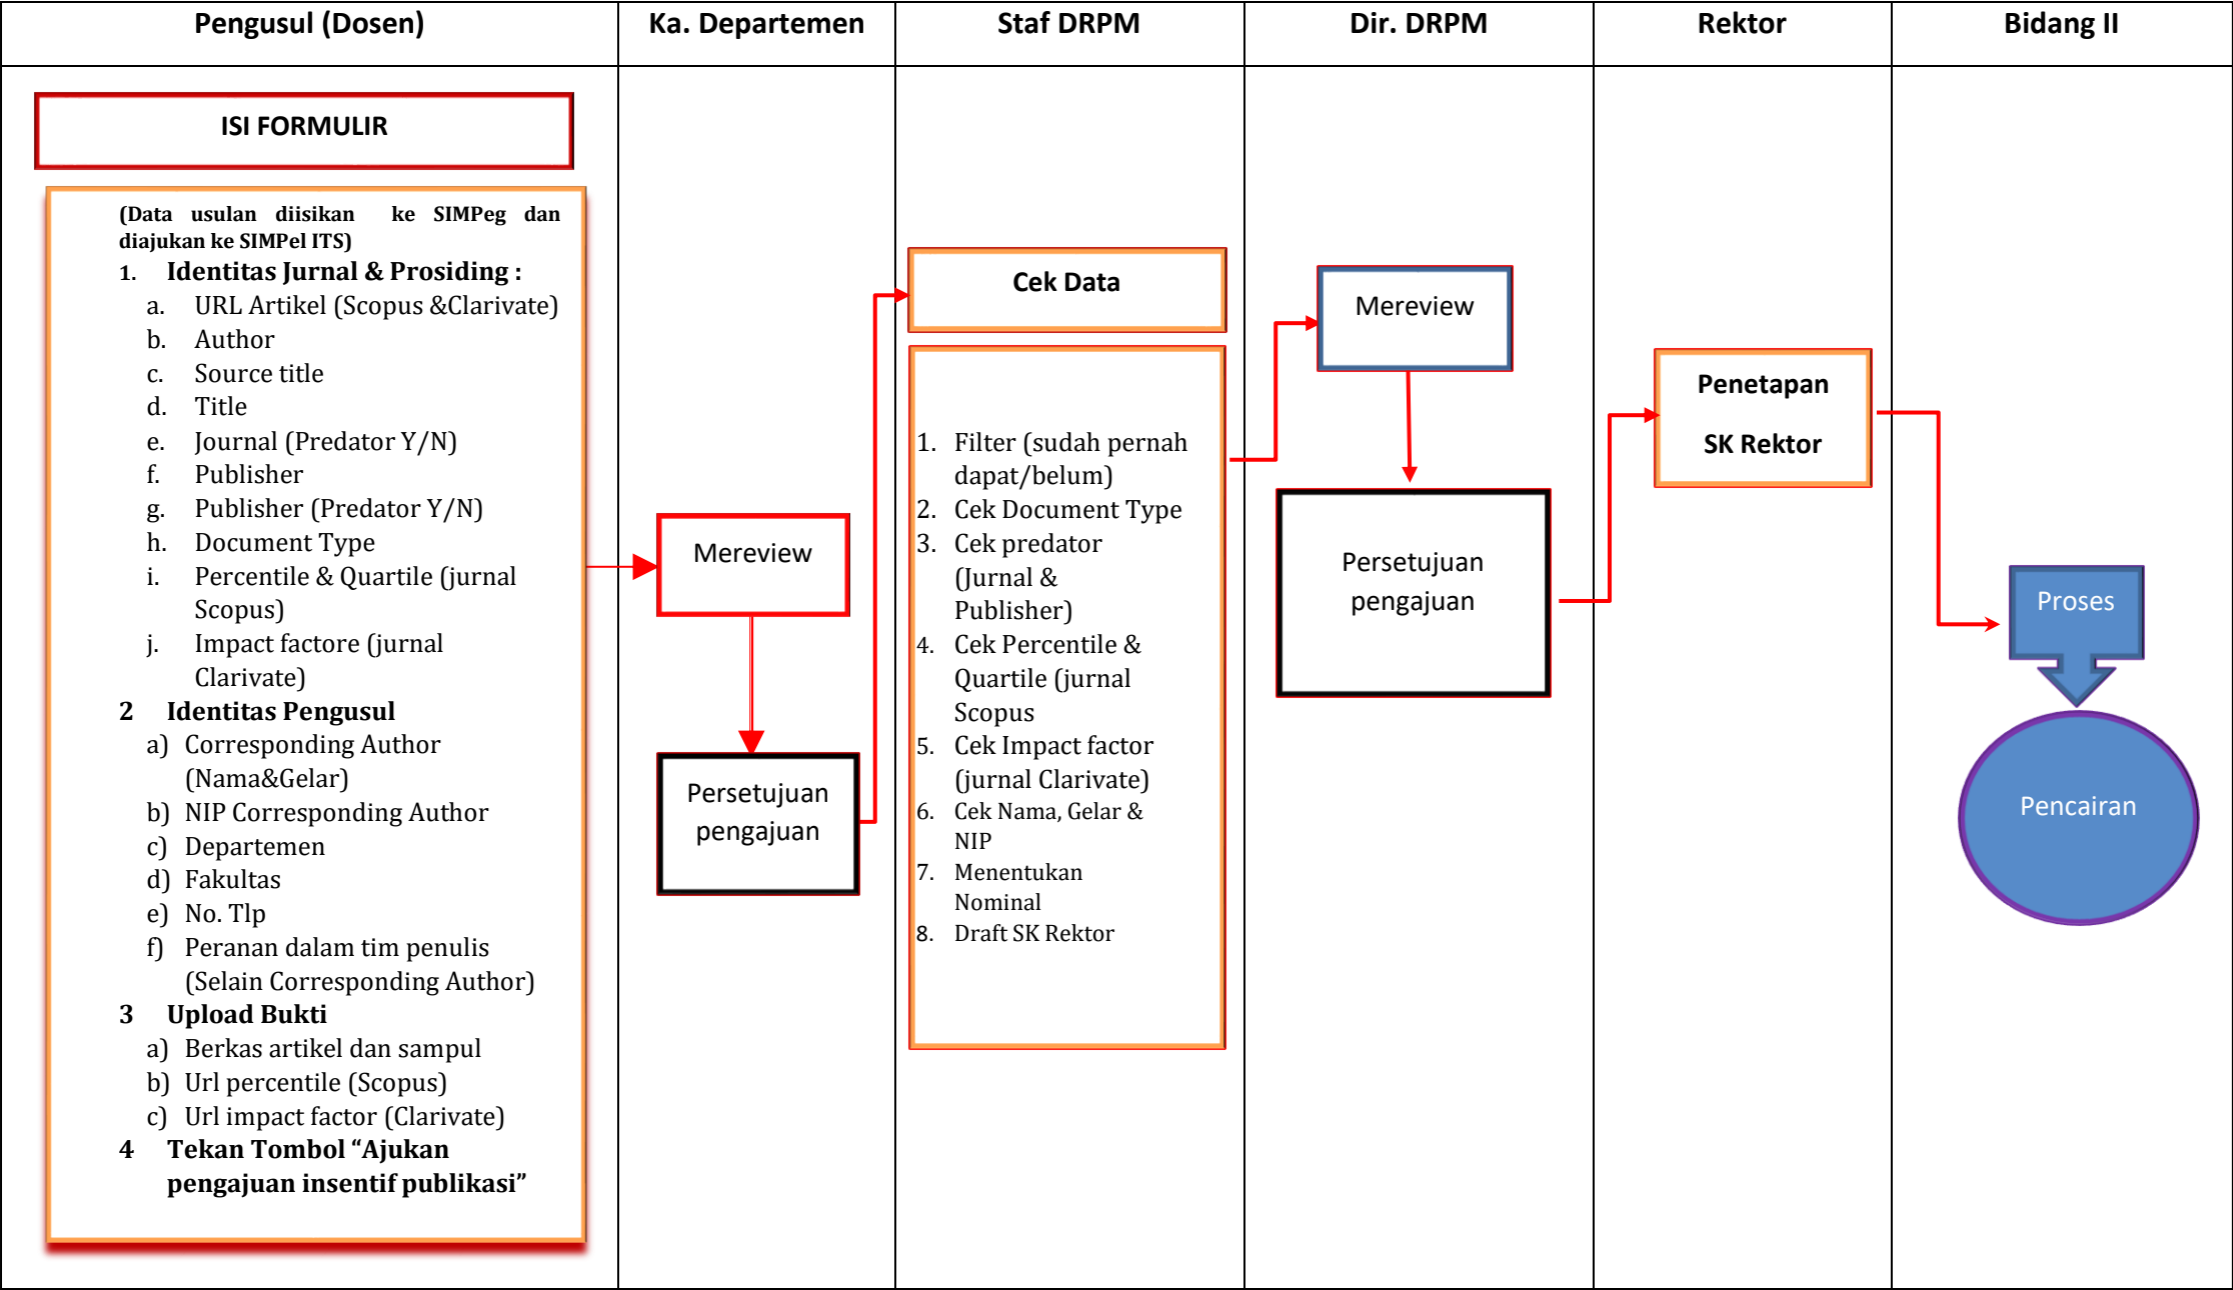 Pengusul (Dosen)
Ka. Departemen
Staf DRPM
Dir. DRPM
Rektor
Bidang II
ISI FORMULIR
(Data usulan diisikan ke SIMPeg dan
diajukan ke SIMPel ITS)
1. Identitas Jurnal & Prosiding :
a. URL Artikel (Scopus &Clarivate)
b. Author
c. Source title
d. Title
e. Journal (Predator Y/N)
f. Publisher
g. Publisher (Predator Y/N)
h. Document Type
i. Percentile & Quartile (jurnal
Scopus)
j. Impact factore (jurnal
Clarivate)
2 Identitas Pengusul
a) Corresponding Author
(Nama&Gelar)
b) NIP Corresponding Author
c) Departemen
d) Fakultas
e) No. Tlp
f) Peranan dalam tim penulis
(Selain Corresponding Author)
3 Upload Bukti
a) Berkas artikel dan sampul
b) Url percentile (Scopus)
c) Url impact factor (Clarivate)
4 Tekan Tombol “Ajukan
pengajuan insentif publikasi”
Mereview
Persetujuan
pengajuan
Cek Data
1. Filter (sudah pernah
dapat/belum)
2. Cek Document Type
3. Cek predator
(Jurnal &
Publisher)
4. Cek Percentile &
Quartile (jurnal
Scopus
5. Cek Impact factor
(jurnal Clarivate)
6. Cek Nama, Gelar &
NIP
7. Menentukan
Nominal
8. Draft SK Rektor
Mereview
Persetujuan
pengajuan
Penetapan
SK Rektor
Proses
Pencairan